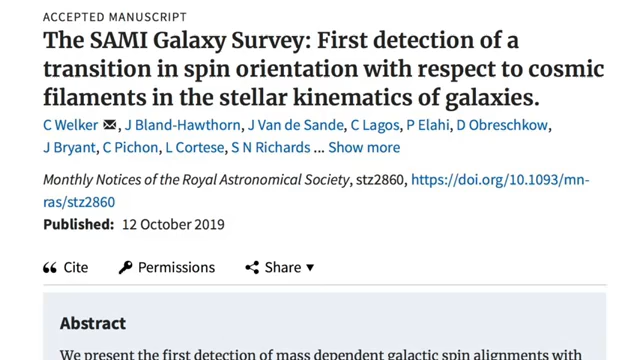 ACCEPTED MANUSCRIPT
The SAMI Galaxy Survey: First detection of a
transition in spin orientation with respect to cosmic
filaments in the stellar kinematics of galaxies.
C Welker , J Bland-Hawthorn, J Van de Sande, C Lagos, P Elahi, D Obreschkow,
J Bryant, C Pichon, L Cortese, S N Richards ... Show more
Monthly Notices of the Royal Astronomical Society, stz2860, https://doi.org/10.1093/mn-
ras/stz2860
Published: 12 October 2019
Cite Permissions Share
Abstract
We present the first detection of mass dependent galactic spin alignments with